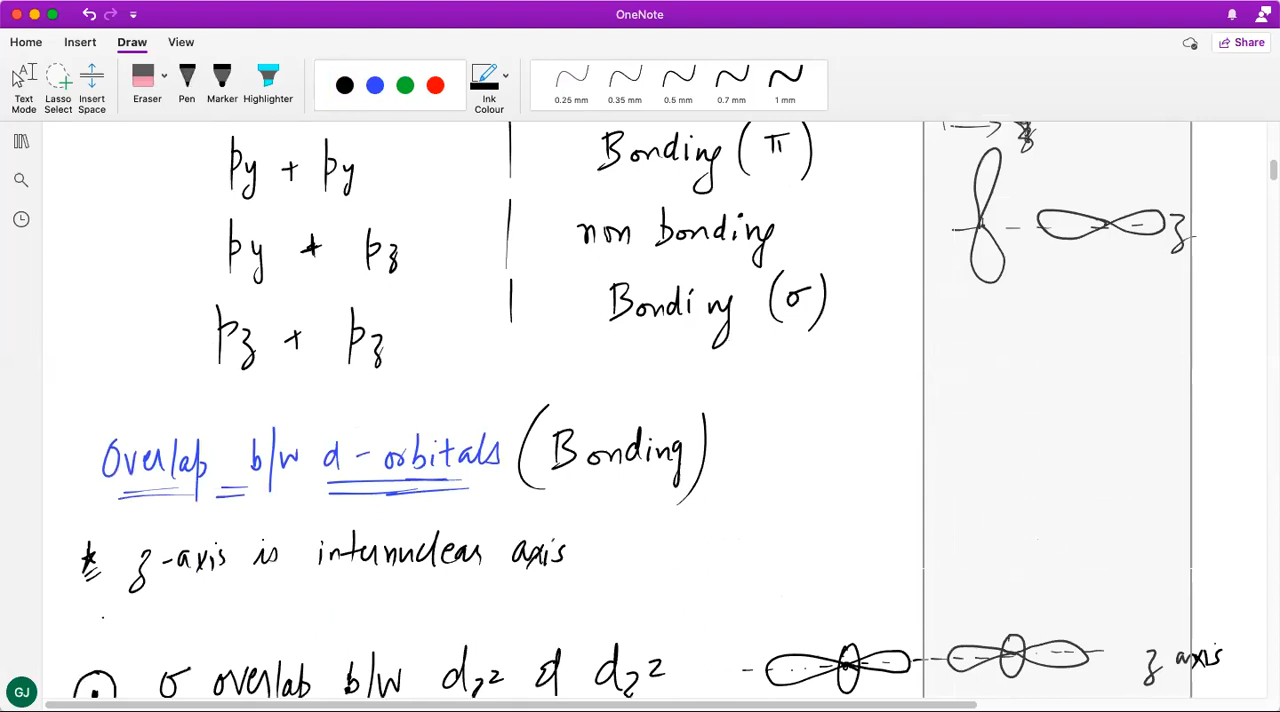 OneNote
Home Insert Draw View
Share
Text Mode
Lasso Select
Insert Space
Eraser
Pen
Marker
Highlighter
Ink Colour
0.25 mm
0.35 mm
0.5 mm
0.7 mm
1 mm
py + py | Bonding (π)
py + pz | non bonding
z
pz + pz | Bonding (σ)
Overlap b/w d-orbitals (Bonding)
* z-axis is internuclear axis
σ overlab b/w dz2 & dz2
z axis
GJ